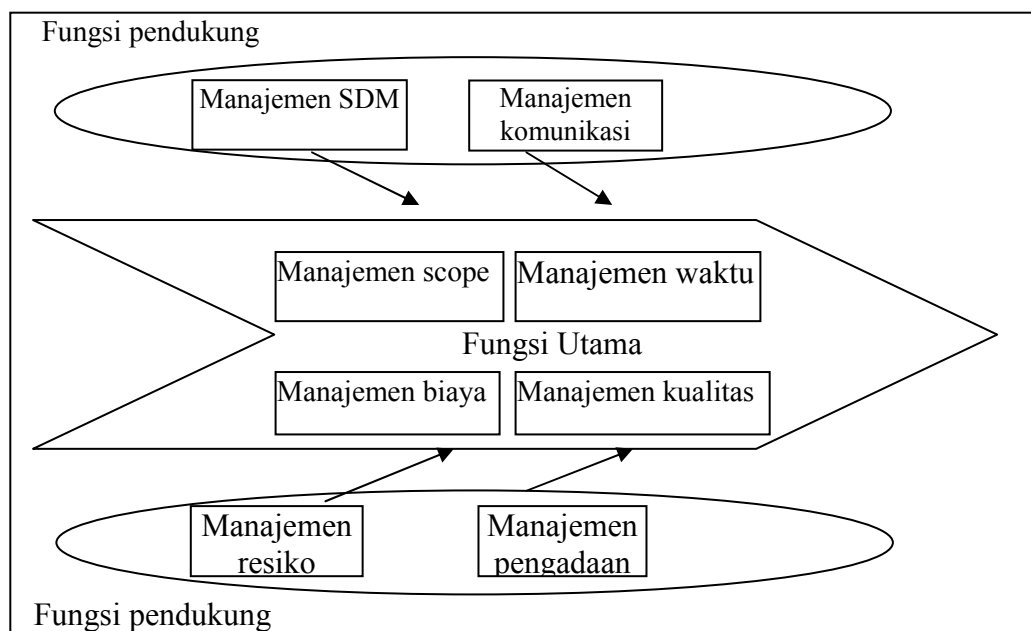 Fungsi pendukung
Manajemen SDM
Manajemen
komunikasi
Manajemen scope
Manajemen waktu
Fungsi Utama
Manajemen biaya
Manajemen kualitas
Manajemen
resiko
Manajemen
pengadaan
Fungsi pendukung